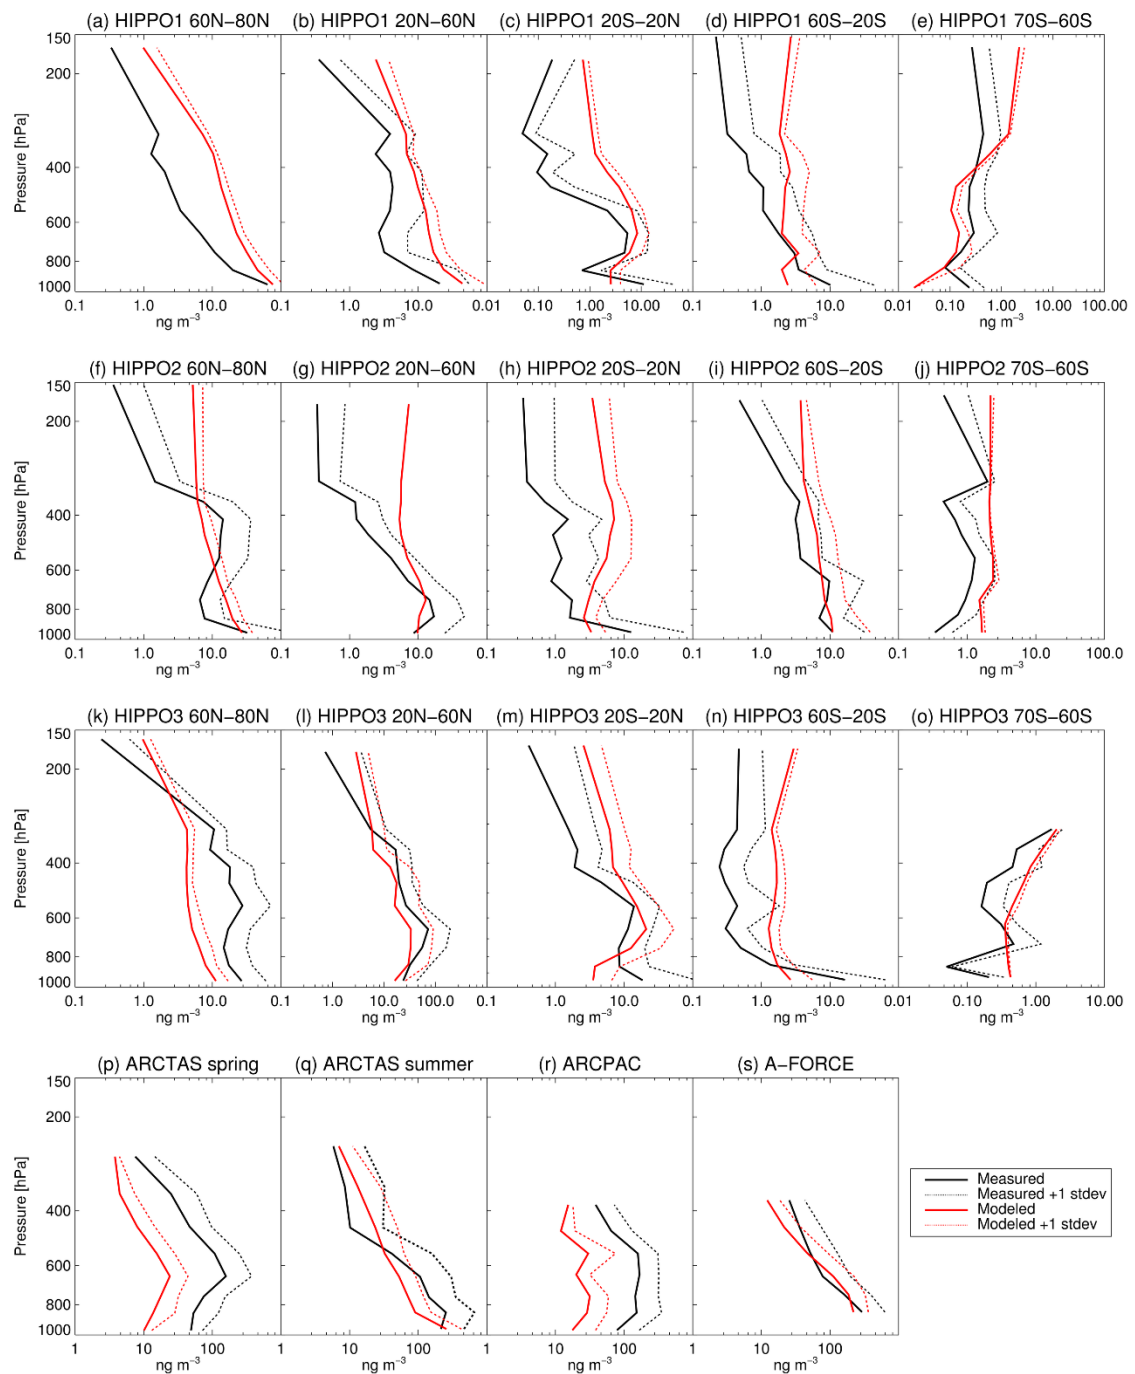 (a) HIPPO1 60N−80N (b) HIPPO1 20N−60N (c) HIPPO1 20S−20N (d) HIPPO1 60S−20S (e) HIPPO1 70S−60S
150
200
400
600
800
1000
Pressure [hPa]
0.1 1.0 10.0 0.1 1.0 10.0 0.01 0.10 1.00 10.00 0.1 1.0 10.0 0.01 0.10 1.00 10.00 100.00
ng m⁻³ ng m⁻³ ng m⁻³ ng m⁻³ ng m⁻³
(f) HIPPO2 60N−80N (g) HIPPO2 20N−60N (h) HIPPO2 20S−20N (i) HIPPO2 60S−20S (j) HIPPO2 70S−60S
150
200
400
600
800
1000
Pressure [hPa]
0.1 1.0 10.0 0.1 1.0 10.0 0.1 1.0 10.0 0.1 1.0 10.0 0.1 1.0 10.0 100.0
ng m⁻³ ng m⁻³ ng m⁻³ ng m⁻³ ng m⁻³
(k) HIPPO3 60N−80N (l) HIPPO3 20N−60N (m) HIPPO3 20S−20N (n) HIPPO3 60S−20S (o) HIPPO3 70S−60S
150
200
400
600
800
1000
Pressure [hPa]
0.1 1.0 10.0 0.1 1.0 10.0 100.0 0.1 1.0 10.0 0.1 1.0 10.0 0.01 0.10 1.00 10.00
ng m⁻³ ng m⁻³ ng m⁻³ ng m⁻³ ng m⁻³
(p) ARCTAS spring (q) ARCTAS summer (r) ARCPAC (s) A−FORCE
150
200
400
600
800
1000
Pressure [hPa]
1 10 100 1 10 100 1 10 100 1 10 100 1
ng m⁻³ ng m⁻³ ng m⁻³ ng m⁻³
Measured
Measured +1 stdev
Modeled
Modeled +1 stdev